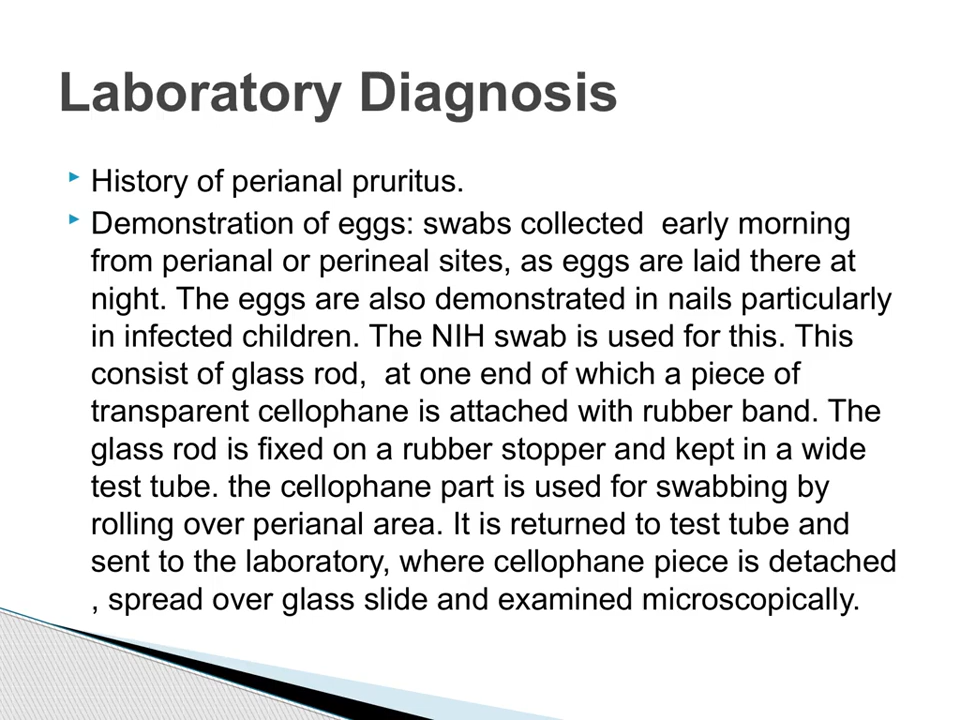 Laboratory Diagnosis
History of perianal pruritus.
Demonstration of eggs: swabs collected  early morning
from perianal or perineal sites, as eggs are laid there at
night. The eggs are also demonstrated in nails particularly
in infected children. The NIH swab is used for this. This
consist of glass rod,  at one end of which a piece of
transparent cellophane is attached with rubber band. The
glass rod is fixed on a rubber stopper and kept in a wide
test tube. the cellophane part is used for swabbing by
rolling over perianal area. It is returned to test tube and
sent to the laboratory, where cellophane piece is detached
, spread over glass slide and examined microscopically.